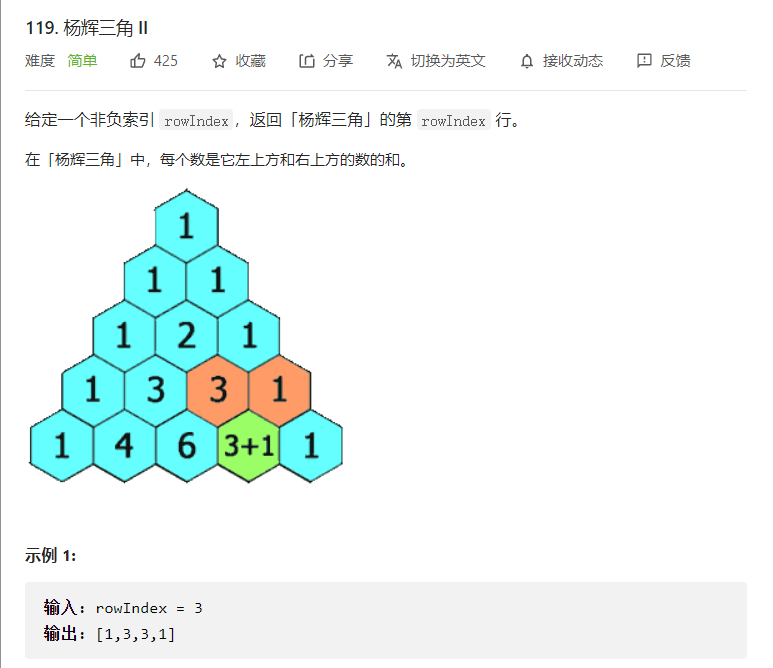 119. 杨辉三角 II
难度 简单 425 收藏 分享 切换为英文 接收动态 反馈
给定一个非负索引 rowIndex，返回「杨辉三角」的第 rowIndex 行。
在「杨辉三角」中，每个数是它左上方和右上方的数的和。
1
1 1
1 2 1
1 3 3 1
1 4 6 3+1 1
示例 1:
输入：rowIndex = 3
输出：[1,3,3,1]